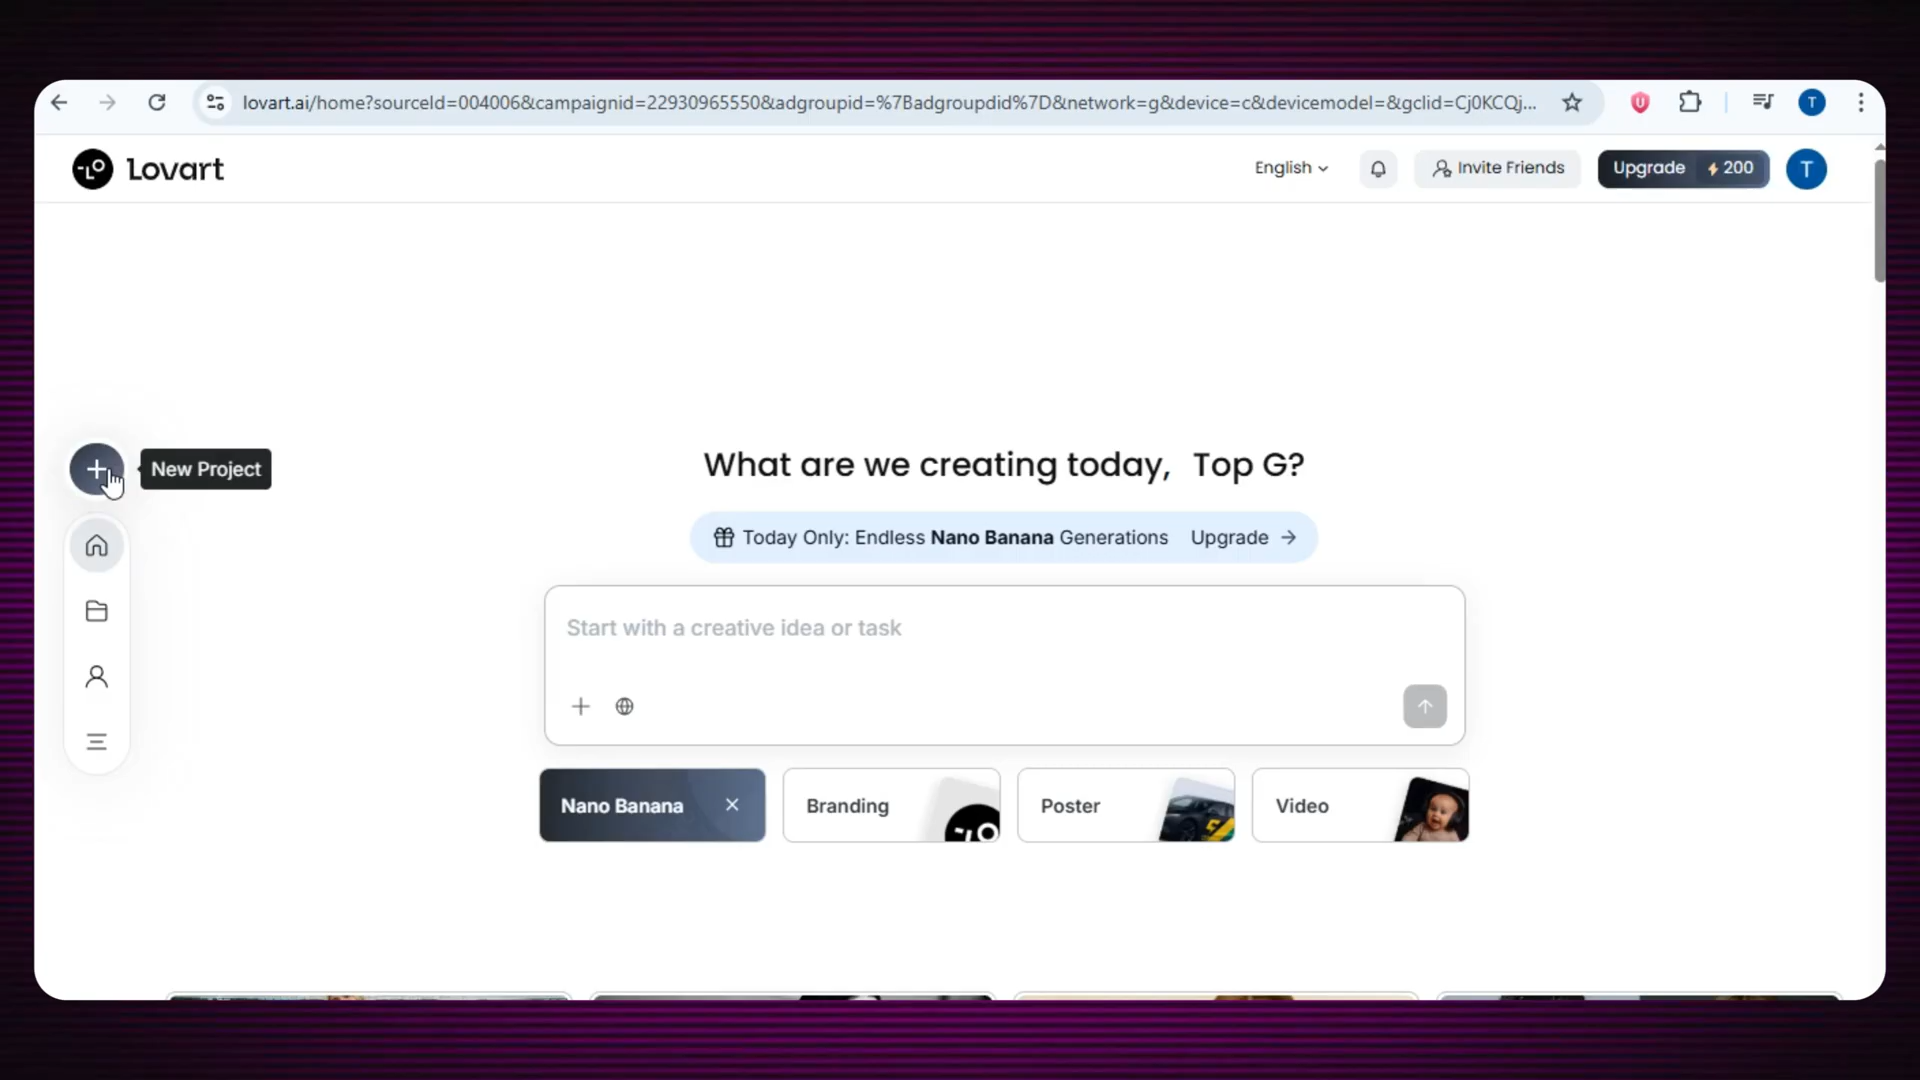 lovart.ai/home?sourceId=004006&campaignid=22930965550&adgroupid=%7Badgroupdid%7D&network=g&device=c&devicemodel=&gclid=Cj0KCQj...
T
Lovart
English
Invite Friends
Upgrade 200
T
New Project
What are we creating today, Top G?
Today Only: Endless Nano Banana Generations Upgrade →
Start with a creative idea or task
Nano Banana
Branding
Poster
Video